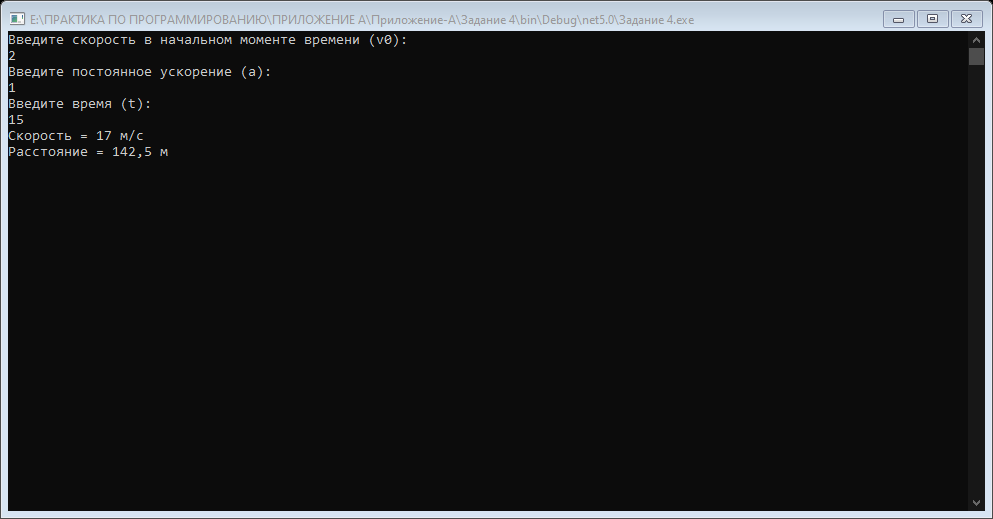 E:\ПРАКТИКА ПО ПРОГРАММИРОВАНИЮ\ПРИЛОЖЕНИЕ А\Приложение-А\Задание 4\bin\Debug\net5.0\Задание 4.exe
Введите скорость в начальном моменте времени (v0):
2
Введите постоянное ускорение (a):
1
Введите время (t):
15
Скорость = 17 м/с
Расстояние = 142,5 м